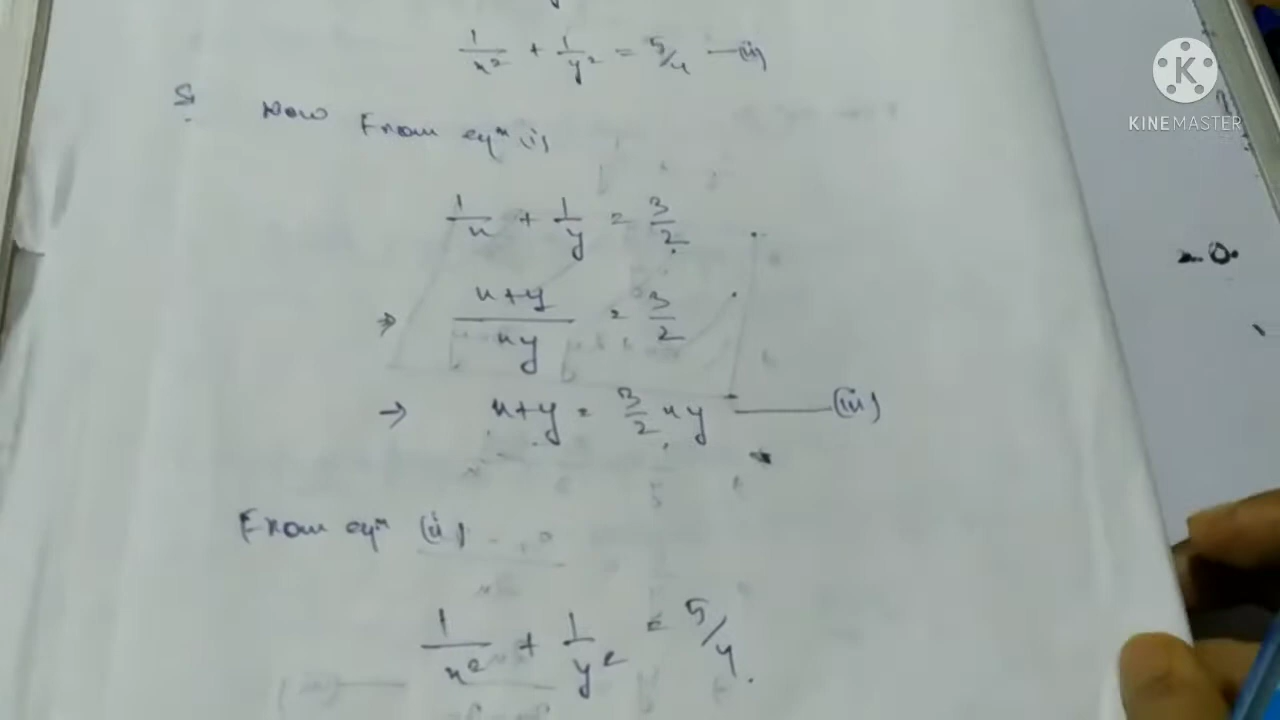 1/x² + 1/y² = 5/4 —(ii)
KINEMASTER
S.
Now From eqⁿ (i)
1/x + 1/y = 3/2
⇒ x+y/xy = 3/2
→ x+y = 3/2 xy —(iii)
From eqⁿ (ii)
1/x² + 1/y² = 5/4.